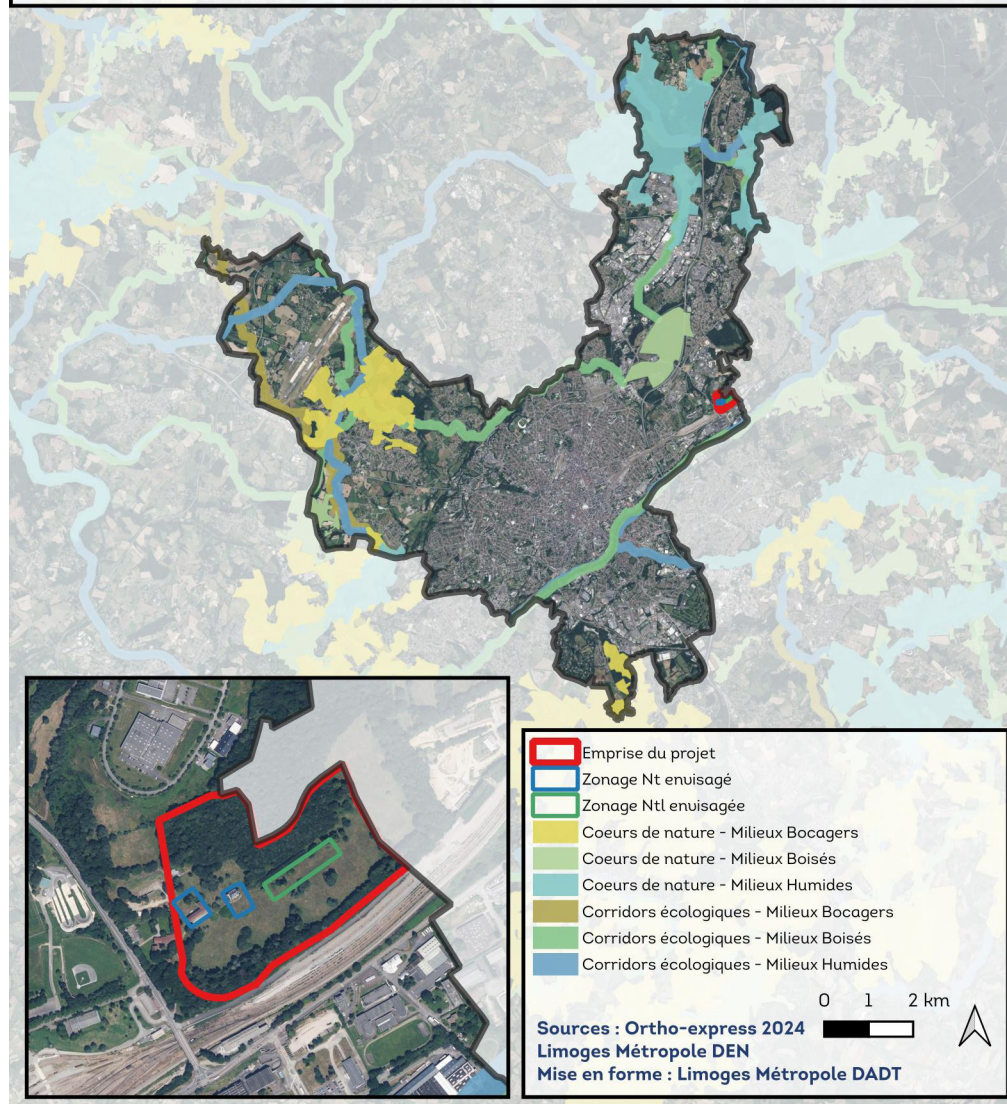 Emprise du projet
Zonage Nt envisagé
Zonage Ntl envisagée
Coeurs de nature - Milieux Bocagers
Coeurs de nature - Milieux Boisés
Coeurs de nature - Milieux Humides
Corridors écologiques - Milieux Bocagers
Corridors écologiques - Milieux Boisés
Corridors écologiques - Milieux Humides
0 1 2 km
Sources : Ortho-express 2024
Limoges Métropole DEN
Mise en forme : Limoges Métropole DADT